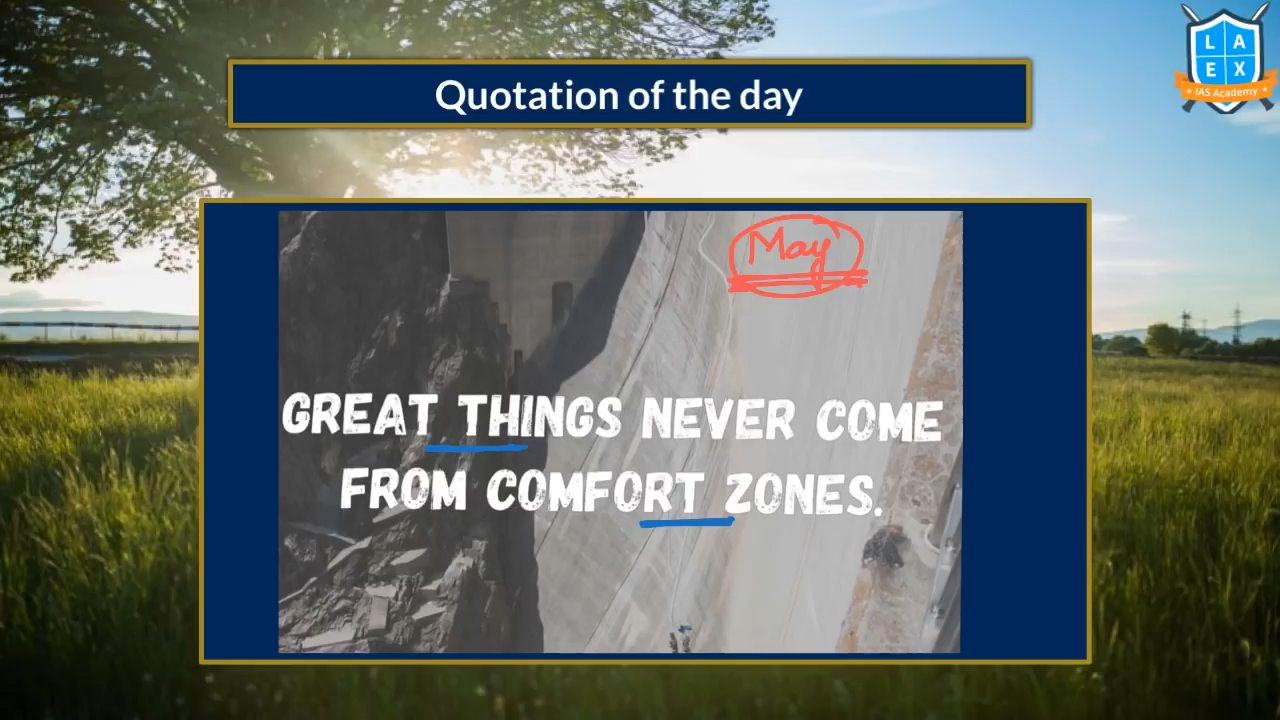 L A
E X
IAS Academy
Quotation of the day
May
GREAT THINGS NEVER COME
FROM COMFORT ZONES.